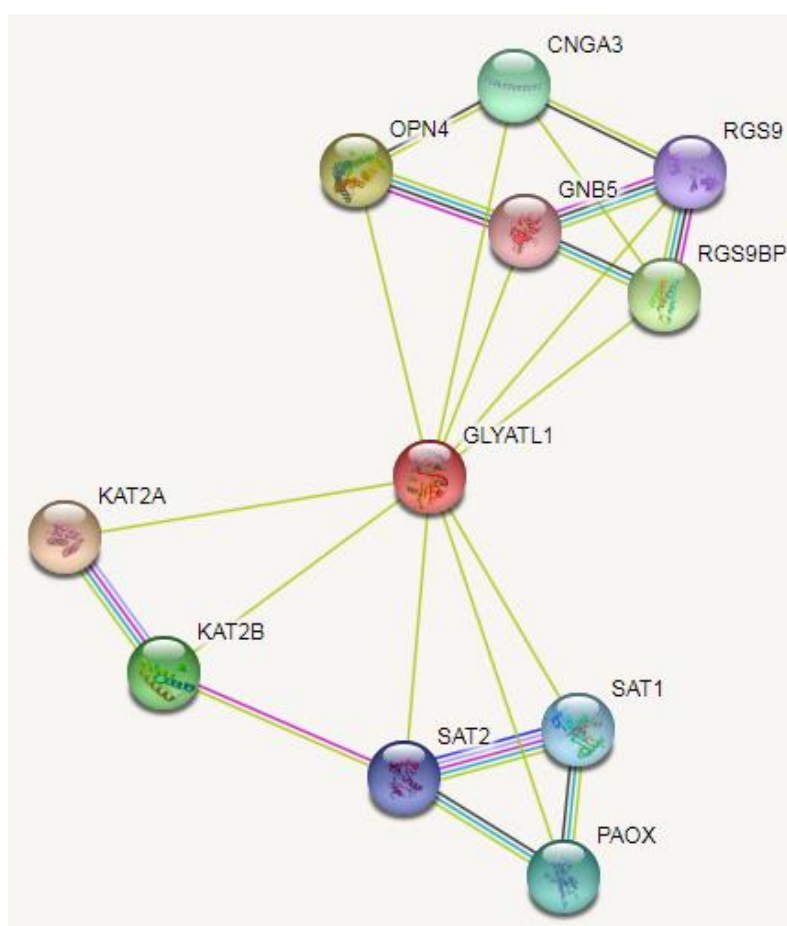 CNGA3
OPN4
RGS9
GNB5
RGS9BP
GLYATL1
KAT2A
KAT2B
SAT1
SAT2
PAOX